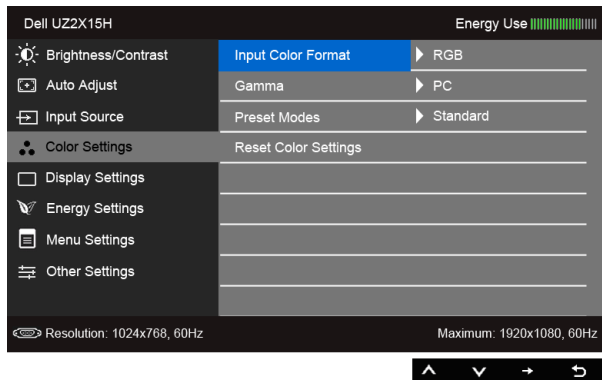 Dell UZ2X15H Energy Use
Brightness/Contrast Input Color Format RGB
Auto Adjust Gamma PC
Input Source Preset Modes Standard
Color Settings Reset Color Settings
Display Settings
Energy Settings
Menu Settings
Other Settings
Resolution: 1024x768, 60Hz Maximum: 1920x1080, 60Hz